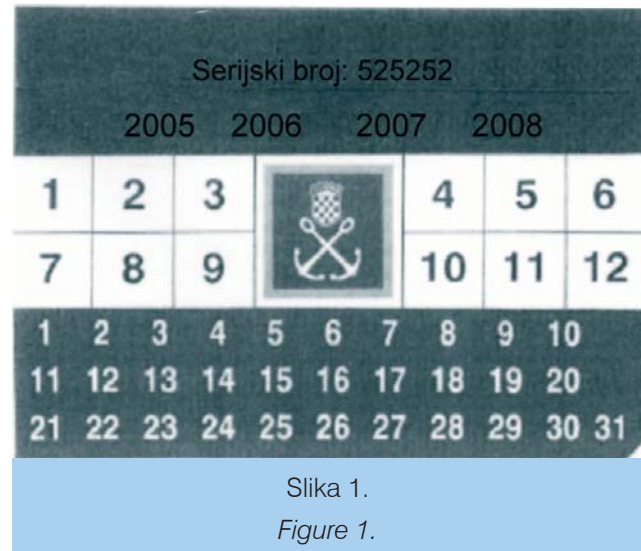 Serijski broj: 525252
2005 2006 2007 2008
1 2 3 4 5 6
7 8 9 10 11 12
1 2 3 4 5 6 7 8 9 10
11 12 13 14 15 16 17 18 19 20
21 22 23 24 25 26 27 28 29 30 31
Slika 1.
Figure 1.